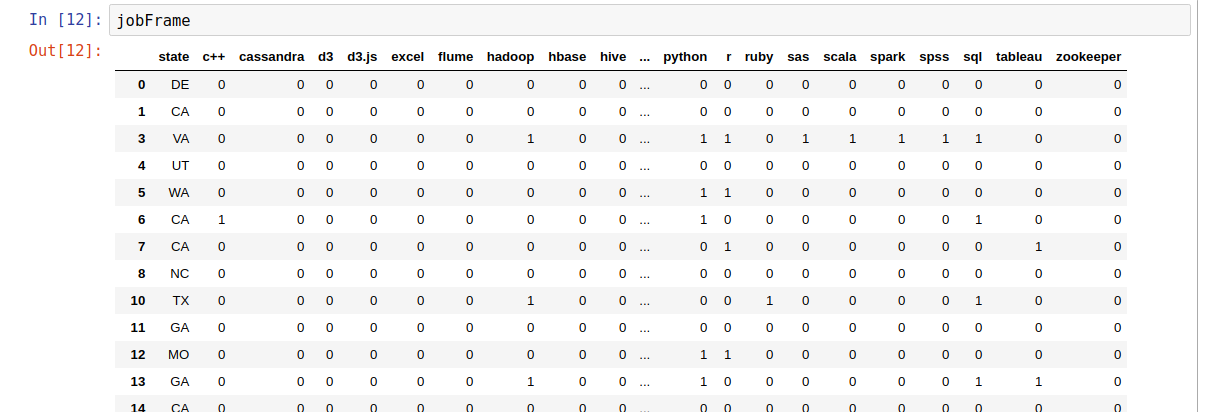 In [12]: jobFrame
Out[12]:
state c++ cassandra d3 d3.js excel flume hadoop hbase hive ... python r ruby sas scala spark spss sql tableau zookeeper
0 DE 0 0 0 0 0 0 0 0 0 ... 0 0 0 0 0 0 0 0 0 0
1 CA 0 0 0 0 0 0 0 0 0 ... 0 0 0 0 0 0 0 0 0 0
3 VA 0 0 0 0 0 0 1 0 0 ... 1 1 0 1 1 1 1 1 0 0
4 UT 0 0 0 0 0 0 0 0 0 ... 0 0 0 0 0 0 0 0 0 0
5 WA 0 0 0 0 0 0 0 0 0 ... 1 1 0 0 0 0 0 0 0 0
6 CA 1 0 0 0 0 0 0 0 0 ... 1 0 0 0 0 0 0 1 0 0
7 CA 0 0 0 0 0 0 0 0 0 ... 0 1 0 0 0 0 0 0 1 0
8 NC 0 0 0 0 0 0 0 0 0 ... 0 0 0 0 0 0 0 0 0 0
10 TX 0 0 0 0 0 0 1 0 0 ... 0 0 1 0 0 0 0 1 0 0
11 GA 0 0 0 0 0 0 0 0 0 ... 0 0 0 0 0 0 0 0 0 0
12 MO 0 0 0 0 0 0 0 0 0 ... 1 1 0 0 0 0 0 0 0 0
13 GA 0 0 0 0 0 0 1 0 0 ... 1 0 0 0 0 0 0 1 1 0
14 CA 0 0 0 0 0 0 0 0 0 ... 0 0 0 0 0 0 0 0 0 0